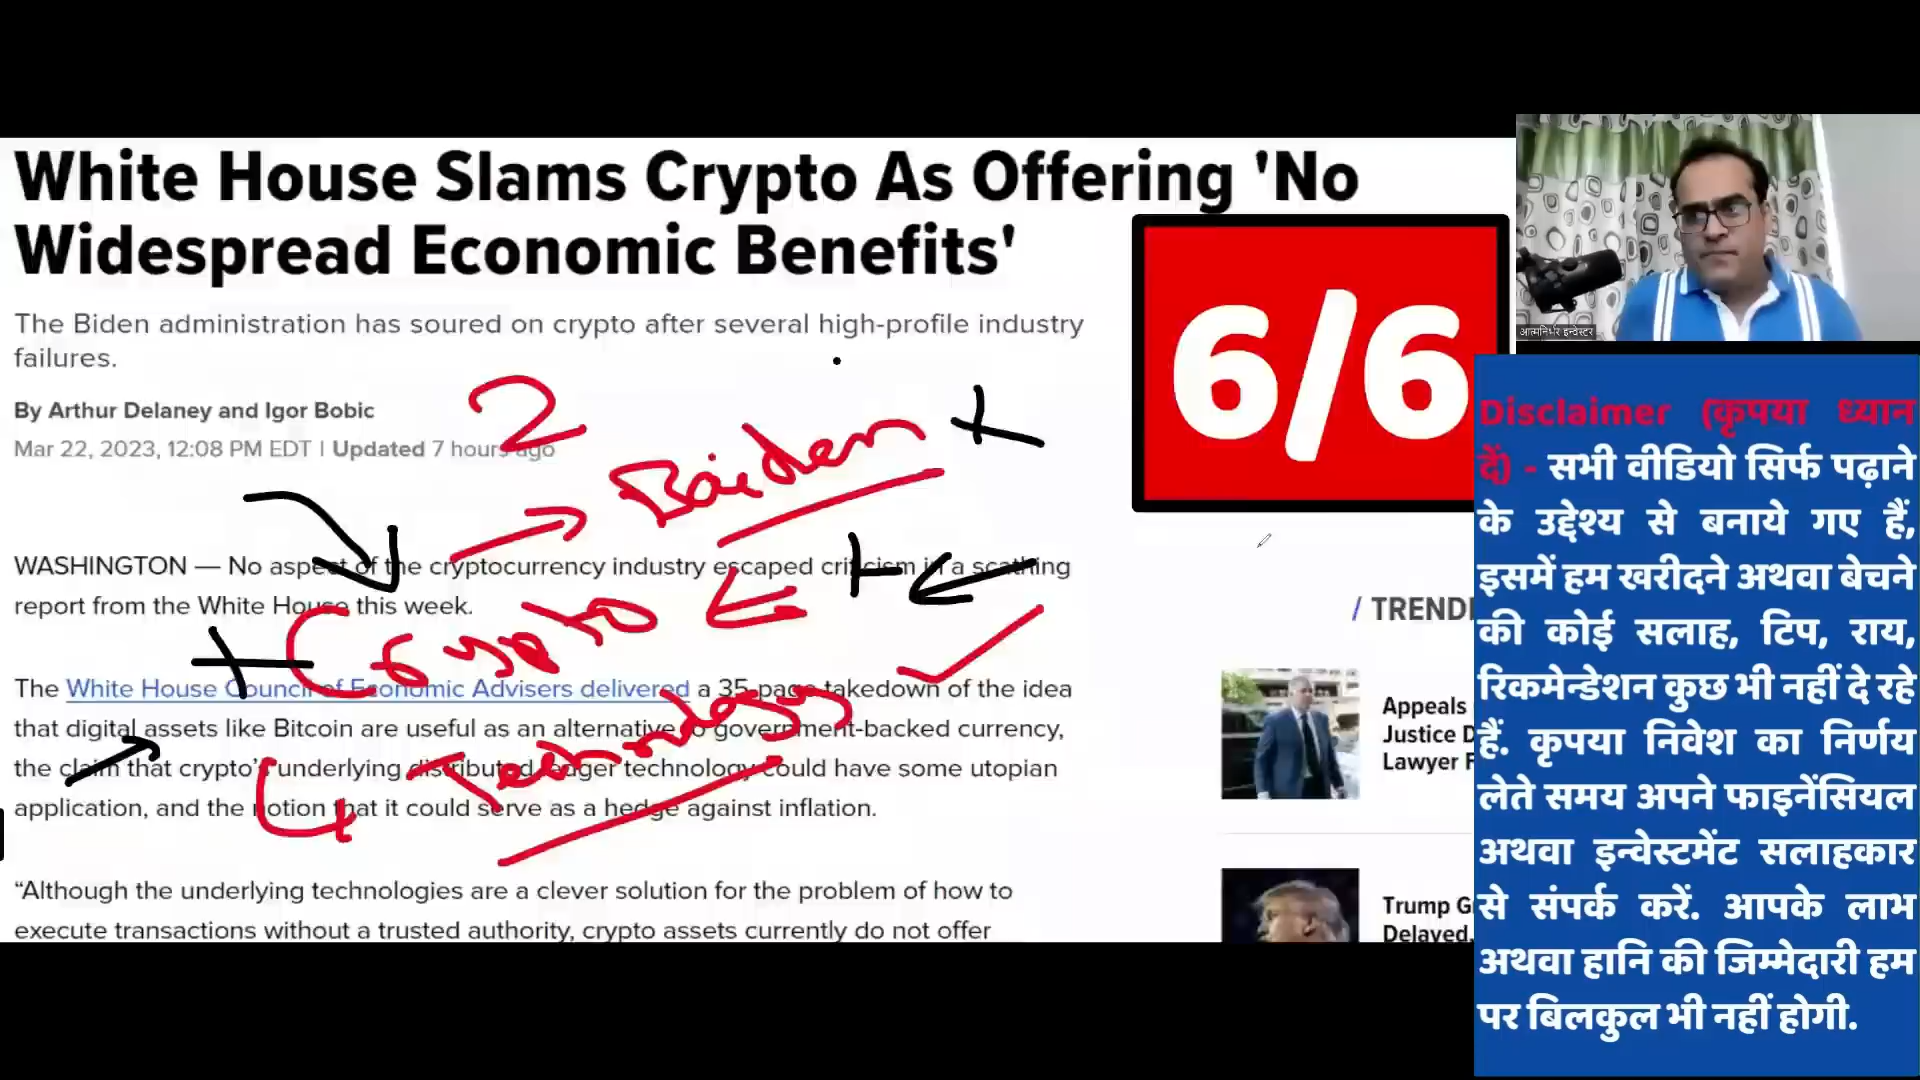 White House Slams Crypto As Offering 'No
Widespread Economic Benefits'
The Biden administration has soured on crypto after several high-profile industry
failures.
By Arthur Delaney and Igor Bobic
Mar 22, 2023, 12:08 PM EDT | Updated 7 hours ago
2
Baiden
WASHINGTON — No aspect of the cryptocurrency industry escaped criticism in a scathing
report from the White House this week.
Crypto
The White House Council of Economic Advisers delivered a 35-page takedown of the idea
that digital assets like Bitcoin are useful as an alternative to government-backed currency,
the claim that crypto's underlying distributed ledger technology could have some utopian
application, and the notion that it could serve as a hedge against inflation.
Technology
“Although the underlying technologies are a clever solution for the problem of how to
execute transactions without a trusted authority, crypto assets currently do not offer
6/6
/ TRENDI
Appeals
Justice D
Lawyer F
Trump G
Delayed,
आत्मनिर्भर इन्वेस्टर
Disclaimer (कृपया ध्यान
दें) - सभी वीडियो सिर्फ पढ़ाने
के उद्देश्य से बनाये गए हैं,
इसमें हम खरीदने अथवा बेचने
की कोई सलाह, टिप, राय,
रिकमेन्डेशन कुछ भी नहीं दे रहे
हैं. कृपया निवेश का निर्णय
लेते समय अपने फाइनेंसियल
अथवा इन्वेस्टमेंट सलाहकार
से संपर्क करें. आपके लाभ
अथवा हानि की जिम्मेदारी हम
पर बिलकुल भी नहीं होगी.